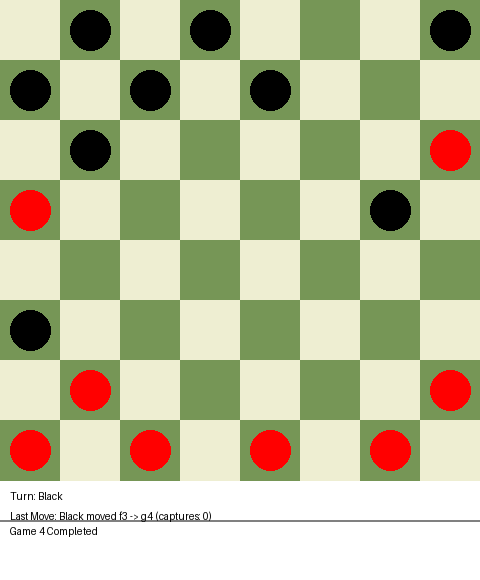 Turn: Black
Last Move: Black moved f3 -> g4 (captures: 0)
Game 4 Completed